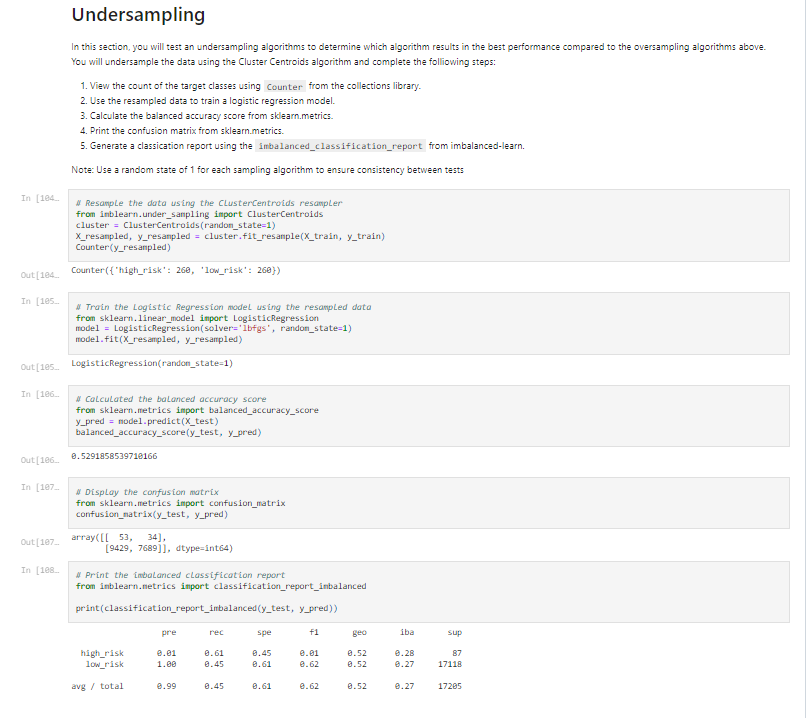 Undersampling
In this section, you will test an undersampling algorithms to determine which algorithm results in the best performance compared to the oversampling algorithms above.
You will undersample the data using the Cluster Centroids algorithm and complete the folliowing steps:
1. View the count of the target classes using Counter from the collections library.
2. Use the resampled data to train a logistic regression model.
3. Calculate the balanced accuracy score from sklearn.metrics.
4. Print the confusion matrix from sklearn.metrics.
5. Generate a classication report using the imbalanced_classification_report from imbalanced-learn.
Note: Use a random state of 1 for each sampling algorithm to ensure consistency between tests
In [104...
# Resample the data using the ClusterCentroids resampler
from imblearn.under_sampling import ClusterCentroids
cluster = ClusterCentroids(random_state=1)
X_resampled, y_resampled = cluster.fit_resample(X_train, y_train)
Counter(y_resampled)
Out[104...
Counter({'high_risk': 260, 'low_risk': 260})
In [105...
# Train the Logistic Regression model using the resampled data
from sklearn.linear_model import LogisticRegression
model = LogisticRegression(solver='lbfgs', random_state=1)
model.fit(X_resampled, y_resampled)
Out[105...
LogisticRegression(random_state=1)
In [106...
# Calculated the balanced accuracy score
from sklearn.metrics import balanced_accuracy_score
y_pred = model.predict(X_test)
balanced_accuracy_score(y_test, y_pred)
Out[106...
0.5291858539710166
In [107...
# Display the confusion matrix
from sklearn.metrics import confusion_matrix
confusion_matrix(y_test, y_pred)
Out[107...
array([[ 53, 34],
[9429, 7689]], dtype=int64)
In [108...
# Print the imbalanced classification report
from imblearn.metrics import classification_report_imbalanced
print(classification_report_imbalanced(y_test, y_pred))
pre rec spe f1 geo iba sup
high_risk 0.01 0.61 0.45 0.01 0.52 0.28 87
low_risk 1.00 0.45 0.61 0.62 0.52 0.27 17118
avg / total 0.99 0.45 0.61 0.62 0.52 0.27 17205